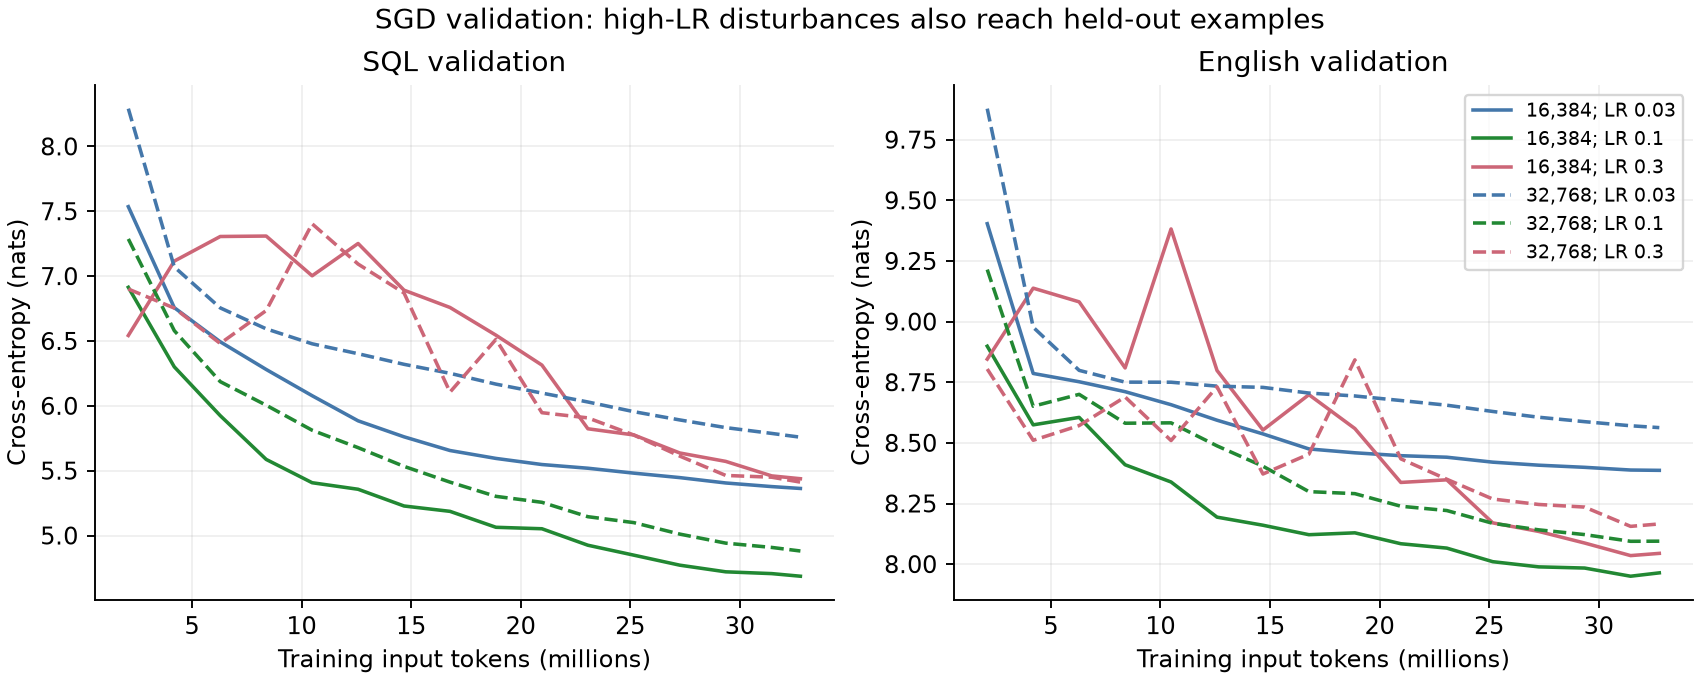 SGD validation: high-LR disturbances also reach held-out examples
SQL validation
Cross-entropy (nats)
8.0
7.5
7.0
6.5
6.0
5.5
5.0
5
10
15
20
25
30
Training input tokens (millions)
English validation
Cross-entropy (nats)
9.75
9.50
9.25
9.00
8.75
8.50
8.25
8.00
5
10
15
20
25
30
Training input tokens (millions)
16,384; LR 0.03
16,384; LR 0.1
16,384; LR 0.3
32,768; LR 0.03
32,768; LR 0.1
32,768; LR 0.3